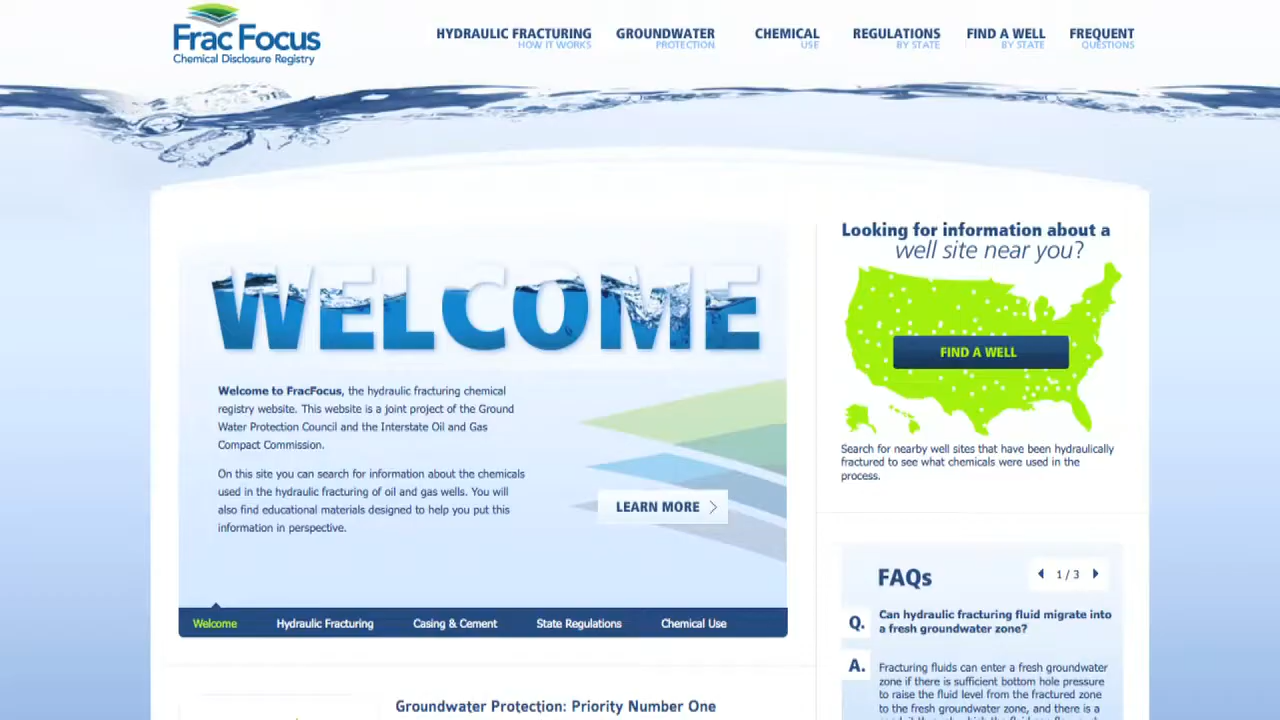 Frac Focus
Chemical Disclosure Registry
HYDRAULIC FRACTURING
HOW IT WORKS
GROUNDWATER
PROTECTION
CHEMICAL
USE
REGULATIONS
BY STATE
FIND A WELL
BY STATE
FREQUENT
QUESTIONS
WELCOME
Welcome to FracFocus, the hydraulic fracturing chemical
registry website. This website is a joint project of the Ground
Water Protection Council and the Interstate Oil and Gas
Compact Commission.
On this site you can search for information about the chemicals
used in the hydraulic fracturing of oil and gas wells. You will
also find educational materials designed to help you put this
information in perspective.
LEARN MORE
Welcome
Hydraulic Fracturing
Casing & Cement
State Regulations
Chemical Use
Groundwater Protection: Priority Number One
Looking for information about a
well site near you?
FIND A WELL
Search for nearby well sites that have been hydraulically
fractured to see what chemicals were used in the
process.
FAQs
1 / 3
Q.
Can hydraulic fracturing fluid migrate into
a fresh groundwater zone?
A.
Fracturing fluids can enter a fresh groundwater
zone if there is sufficient bottom hole pressure
to raise the fluid level from the fractured zone
to the fresh groundwater zone, and there is a